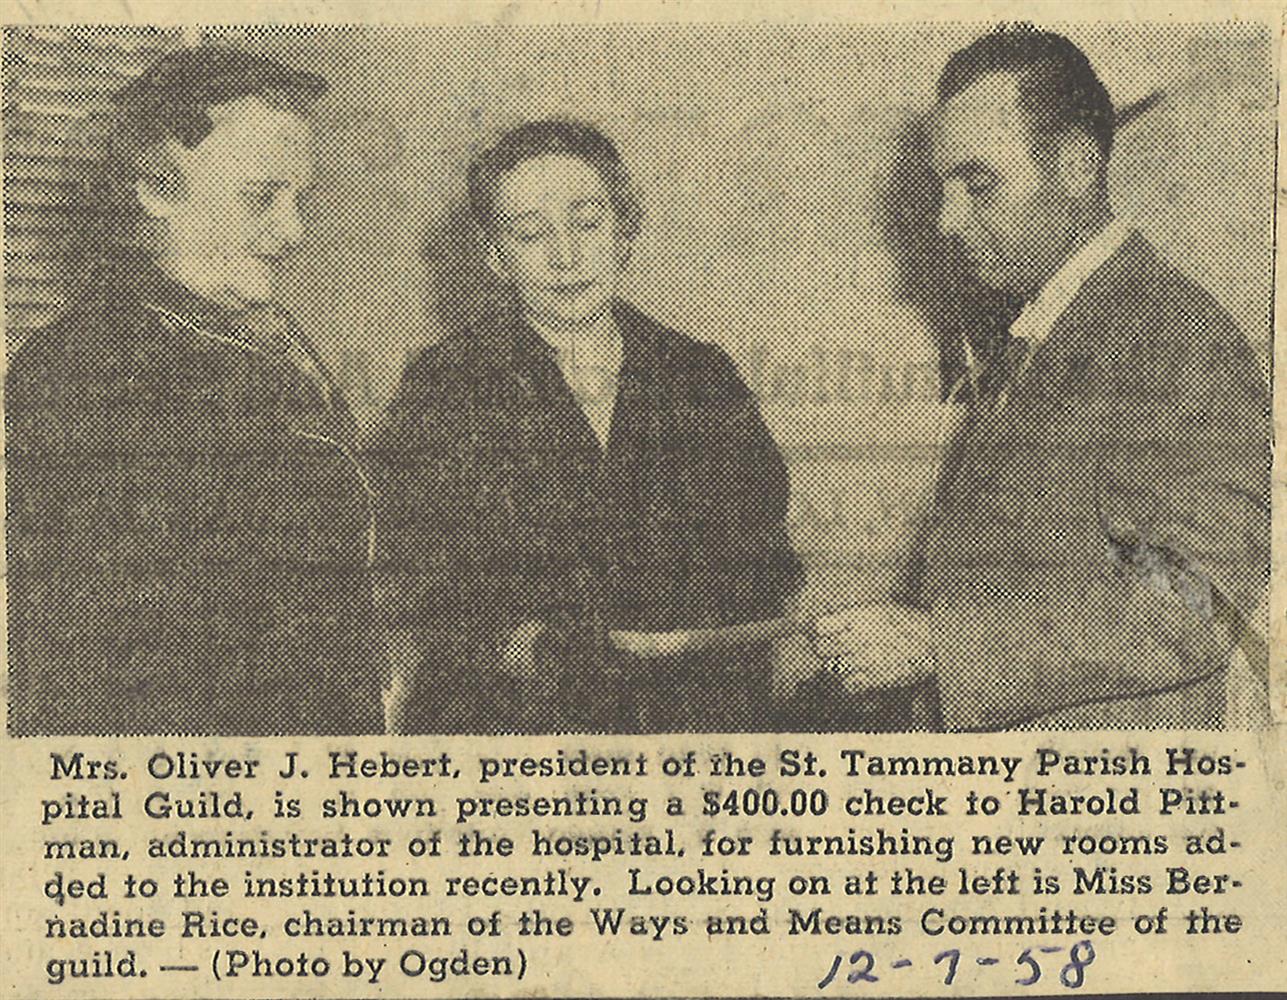 Mrs. Oliver J. Hebert, president of the St. Tammany Parish Hos-
pital Guild, is shown presenting a $400.00 check to Harold Pitt-
man, administrator of the hospital, for furnishing new rooms ad-
ded to the institution recently. Looking on at the left is Miss Ber-
nadine Rice, chairman of the Ways and Means Committee of the
guild. — (Photo by Ogden)
12-7-58